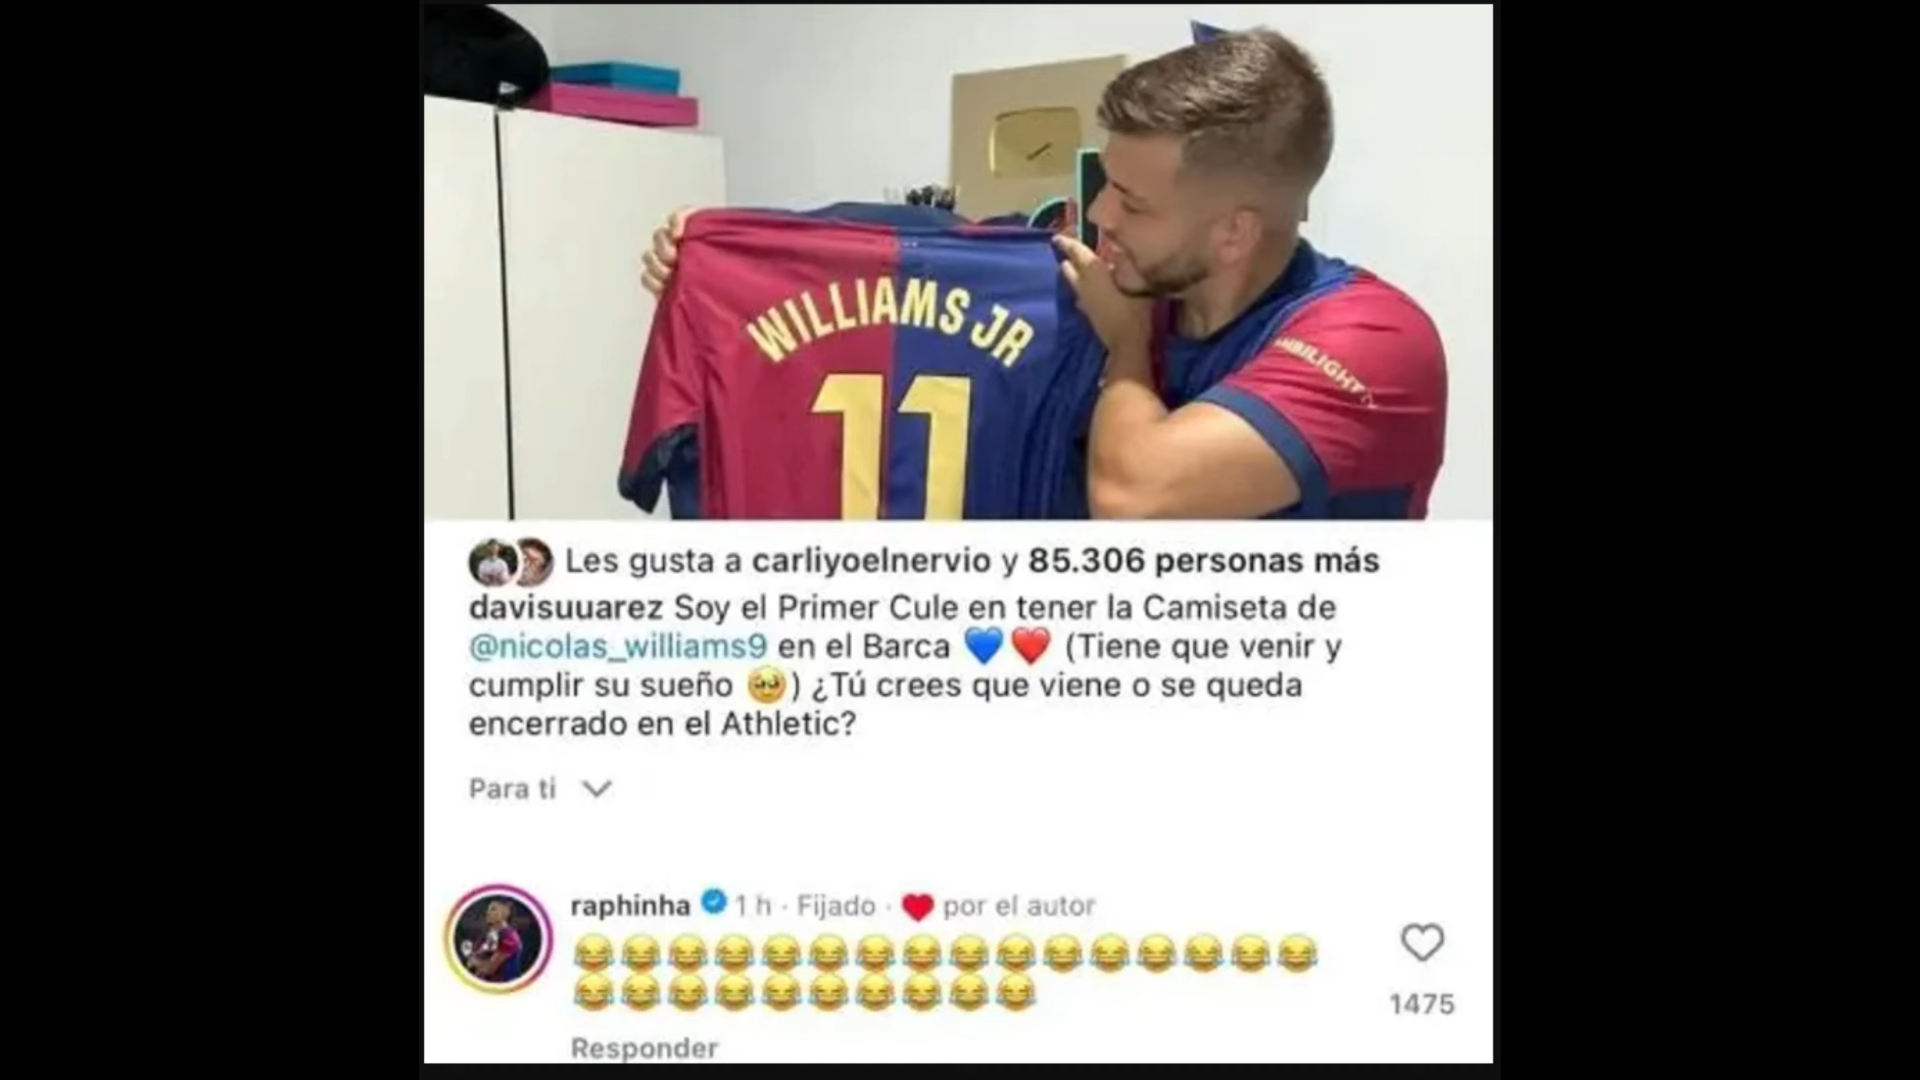 WILLIAMS JR
11
AMBILIGHT TV
Les gusta a carliyoelnervio y 85.306 personas más
davisuuarez Soy el Primer Cule en tener la Camiseta de
@nicolas_williams9 en el Barca 💙❤️ (Tiene que venir y
cumplir su sueño 🥹) ¿Tú crees que viene o se queda
encerrado en el Athletic?
Para ti
raphinha 1 h · Fijado · ❤️ por el autor
😂😂😂😂😂😂😂😂😂😂😂😂😂😂😂😂
😂😂😂😂😂😂😂😂😂😂
1475
Responder